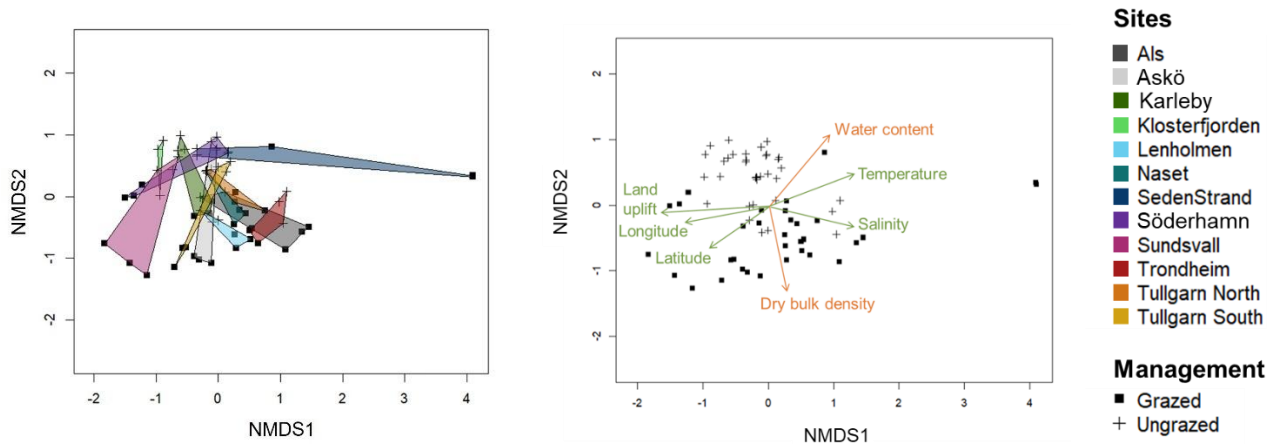 NMDS2
2
1
0
-1
-2
-2
-1
0
1
2
3
4
NMDS1
NMDS2
2
1
0
-1
-2
Water content
Temperature
Land
uplift
Longitude
Salinity
Latitude
Dry bulk density
-2
-1
0
1
2
3
4
NMDS1
Sites
Als
Askö
Karleby
Klosterfjorden
Lenholmen
Naset
SedenStrand
Söderhamn
Sundsvall
Trondheim
Tullgarn North
Tullgarn South
Management
Grazed
Ungrazed